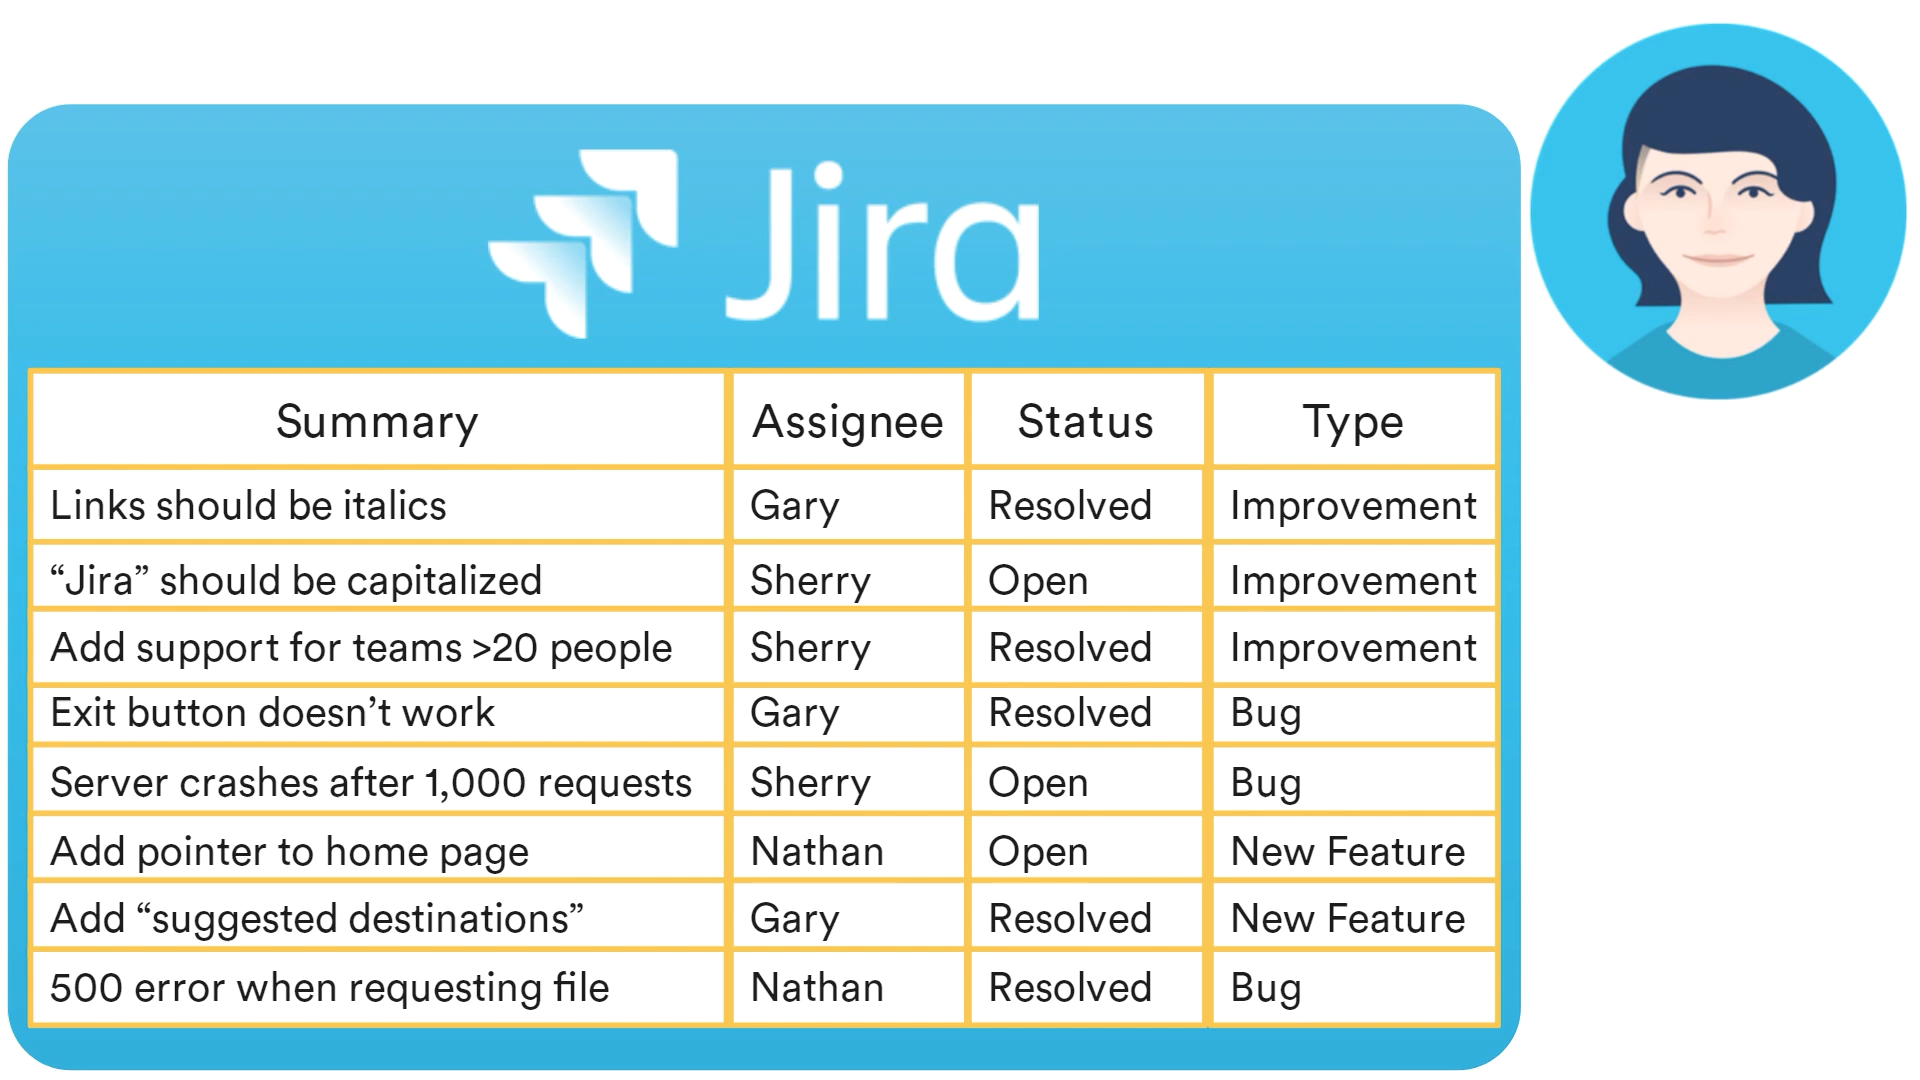 Jira
Summary Assignee Status Type
Links should be italics Gary Resolved Improvement
“Jira” should be capitalized Sherry Open Improvement
Add support for teams >20 people Sherry Resolved Improvement
Exit button doesn’t work Gary Resolved Bug
Server crashes after 1,000 requests Sherry Open Bug
Add pointer to home page Nathan Open New Feature
Add “suggested destinations” Gary Resolved New Feature
500 error when requesting file Nathan Resolved Bug